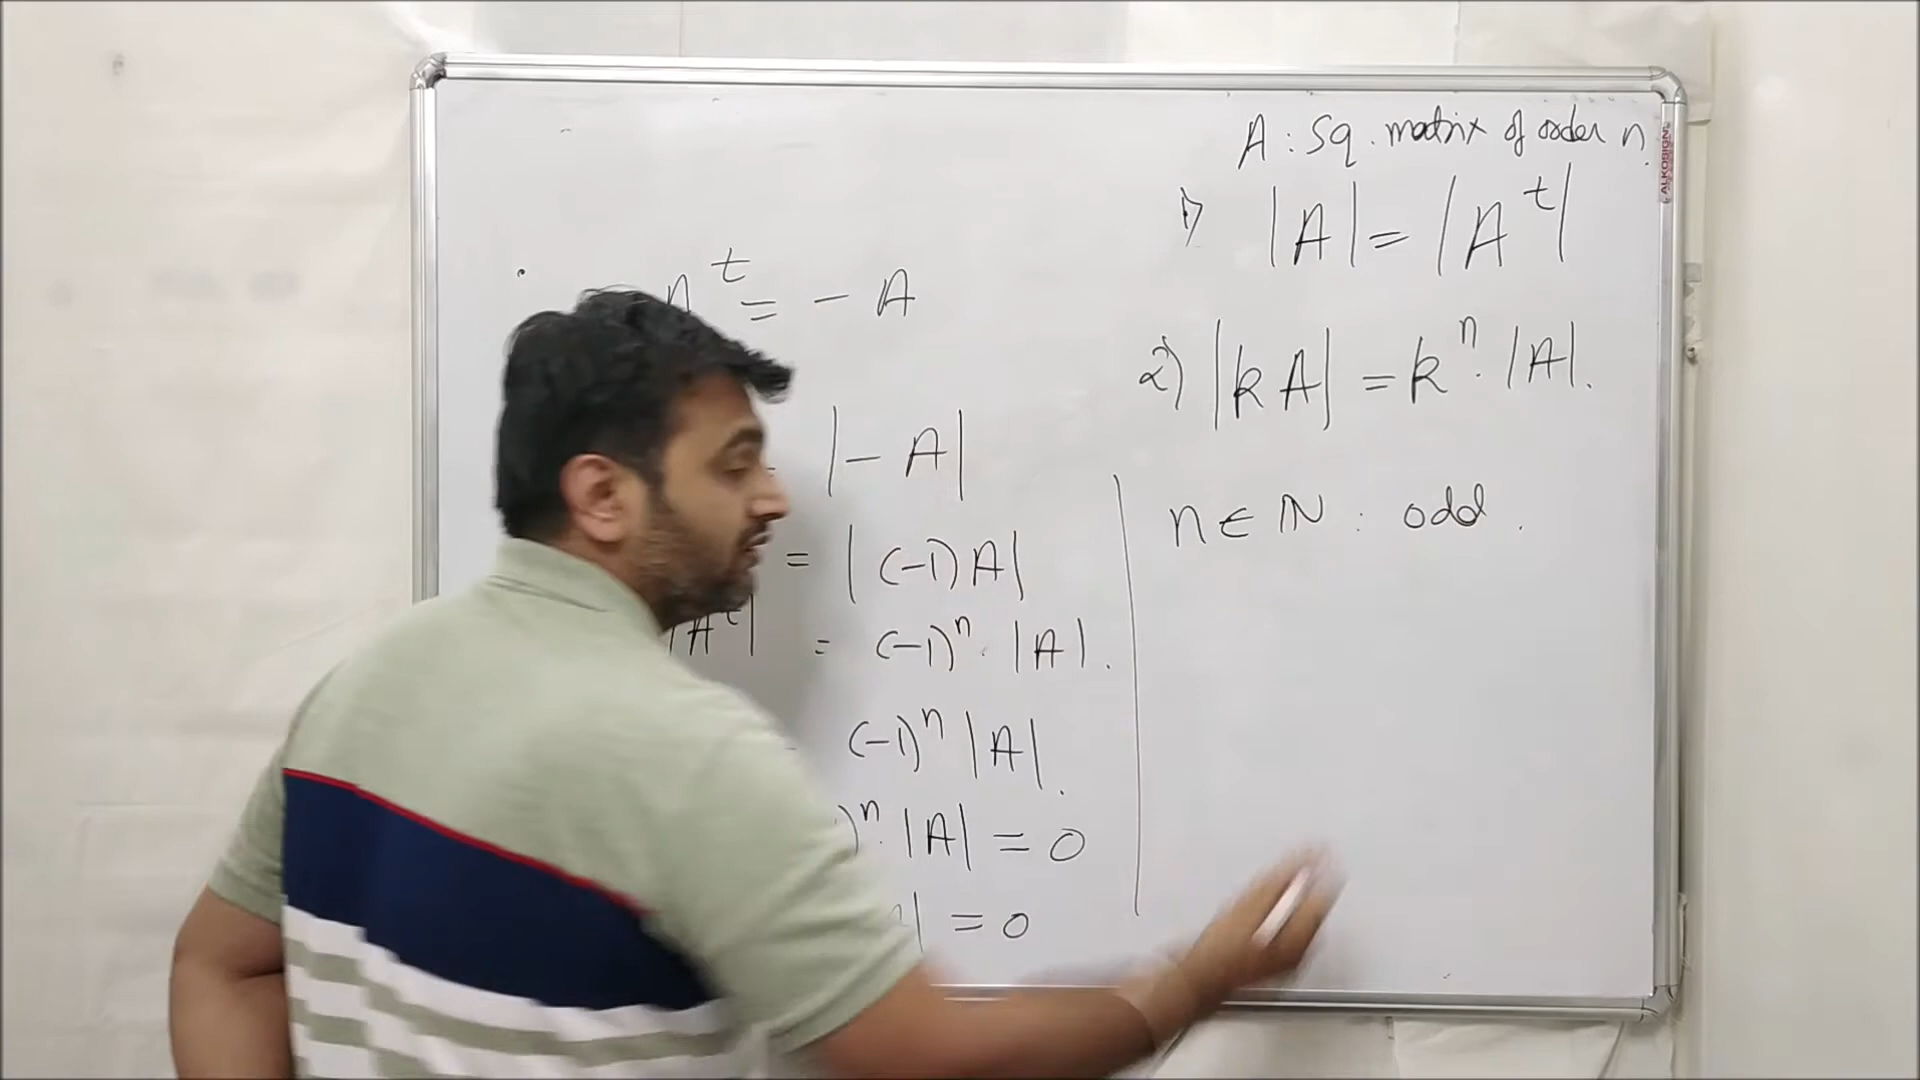 A : Sq. matrix of order n.
1) |A| = |A^t|
2) |kA| = k^n · |A|.
n ∈ ℕ : odd .
^t = - A
|- A|
= |(-1)A|
|A^t| = (-1)^n · |A|.
(-1)^n |A|.
)^n · |A| = 0
| = 0
ALKOSIGN